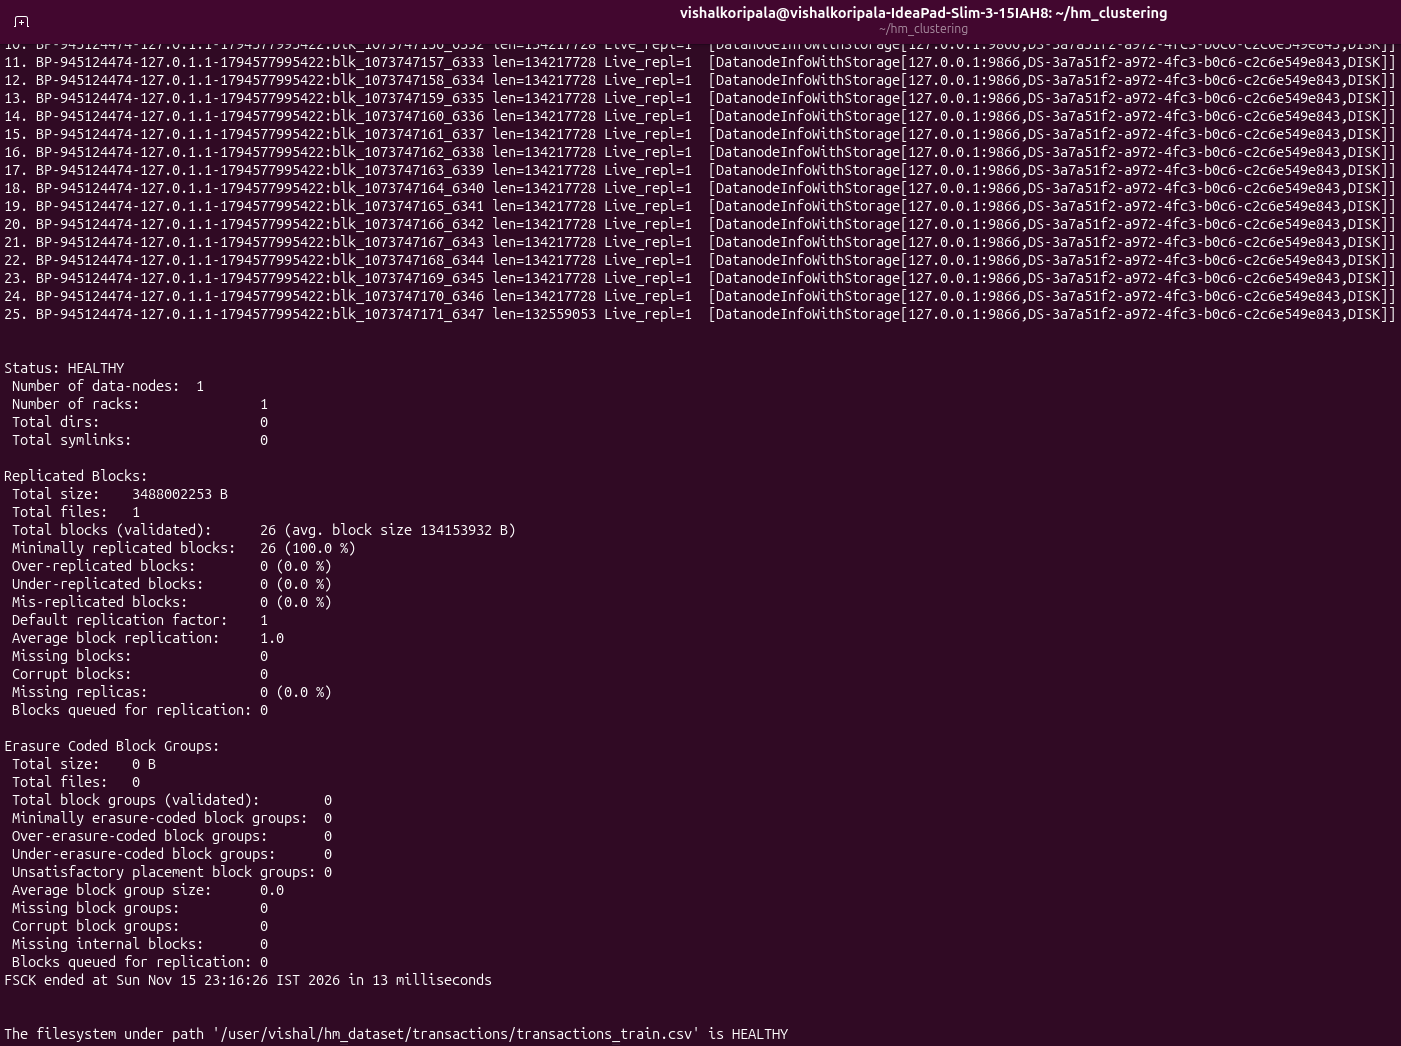 vishalkoripala@vishalkoripala-IdeaPad-Slim-3-15IAH8: ~/hm_clustering
~/hm_clustering
10. BP-945124474-127.0.1.1-1794577995422:blk_1073747156_6332 len=134217728 Live_repl=1  [DatanodeInfoWithStorage[127.0.0.1:9866,DS-3a7a51f2-a972-4fc3-b0c6-c2c6e549e843,DISK]]
11. BP-945124474-127.0.1.1-1794577995422:blk_1073747157_6333 len=134217728 Live_repl=1  [DatanodeInfoWithStorage[127.0.0.1:9866,DS-3a7a51f2-a972-4fc3-b0c6-c2c6e549e843,DISK]]
12. BP-945124474-127.0.1.1-1794577995422:blk_1073747158_6334 len=134217728 Live_repl=1  [DatanodeInfoWithStorage[127.0.0.1:9866,DS-3a7a51f2-a972-4fc3-b0c6-c2c6e549e843,DISK]]
13. BP-945124474-127.0.1.1-1794577995422:blk_1073747159_6335 len=134217728 Live_repl=1  [DatanodeInfoWithStorage[127.0.0.1:9866,DS-3a7a51f2-a972-4fc3-b0c6-c2c6e549e843,DISK]]
14. BP-945124474-127.0.1.1-1794577995422:blk_1073747160_6336 len=134217728 Live_repl=1  [DatanodeInfoWithStorage[127.0.0.1:9866,DS-3a7a51f2-a972-4fc3-b0c6-c2c6e549e843,DISK]]
15. BP-945124474-127.0.1.1-1794577995422:blk_1073747161_6337 len=134217728 Live_repl=1  [DatanodeInfoWithStorage[127.0.0.1:9866,DS-3a7a51f2-a972-4fc3-b0c6-c2c6e549e843,DISK]]
16. BP-945124474-127.0.1.1-1794577995422:blk_1073747162_6338 len=134217728 Live_repl=1  [DatanodeInfoWithStorage[127.0.0.1:9866,DS-3a7a51f2-a972-4fc3-b0c6-c2c6e549e843,DISK]]
17. BP-945124474-127.0.1.1-1794577995422:blk_1073747163_6339 len=134217728 Live_repl=1  [DatanodeInfoWithStorage[127.0.0.1:9866,DS-3a7a51f2-a972-4fc3-b0c6-c2c6e549e843,DISK]]
18. BP-945124474-127.0.1.1-1794577995422:blk_1073747164_6340 len=134217728 Live_repl=1  [DatanodeInfoWithStorage[127.0.0.1:9866,DS-3a7a51f2-a972-4fc3-b0c6-c2c6e549e843,DISK]]
19. BP-945124474-127.0.1.1-1794577995422:blk_1073747165_6341 len=134217728 Live_repl=1  [DatanodeInfoWithStorage[127.0.0.1:9866,DS-3a7a51f2-a972-4fc3-b0c6-c2c6e549e843,DISK]]
20. BP-945124474-127.0.1.1-1794577995422:blk_1073747166_6342 len=134217728 Live_repl=1  [DatanodeInfoWithStorage[127.0.0.1:9866,DS-3a7a51f2-a972-4fc3-b0c6-c2c6e549e843,DISK]]
21. BP-945124474-127.0.1.1-1794577995422:blk_1073747167_6343 len=134217728 Live_repl=1  [DatanodeInfoWithStorage[127.0.0.1:9866,DS-3a7a51f2-a972-4fc3-b0c6-c2c6e549e843,DISK]]
22. BP-945124474-127.0.1.1-1794577995422:blk_1073747168_6344 len=134217728 Live_repl=1  [DatanodeInfoWithStorage[127.0.0.1:9866,DS-3a7a51f2-a972-4fc3-b0c6-c2c6e549e843,DISK]]
23. BP-945124474-127.0.1.1-1794577995422:blk_1073747169_6345 len=134217728 Live_repl=1  [DatanodeInfoWithStorage[127.0.0.1:9866,DS-3a7a51f2-a972-4fc3-b0c6-c2c6e549e843,DISK]]
24. BP-945124474-127.0.1.1-1794577995422:blk_1073747170_6346 len=134217728 Live_repl=1  [DatanodeInfoWithStorage[127.0.0.1:9866,DS-3a7a51f2-a972-4fc3-b0c6-c2c6e549e843,DISK]]
25. BP-945124474-127.0.1.1-1794577995422:blk_1073747171_6347 len=132559053 Live_repl=1  [DatanodeInfoWithStorage[127.0.0.1:9866,DS-3a7a51f2-a972-4fc3-b0c6-c2c6e549e843,DISK]]
Status: HEALTHY
Number of data-nodes: 1
Number of racks: 1
Total dirs: 0
Total symlinks: 0
Replicated Blocks:
Total size: 3488002253 B
Total files: 1
Total blocks (validated): 26 (avg. block size 134153932 B)
Minimally replicated blocks: 26 (100.0 %)
Over-replicated blocks: 0 (0.0 %)
Under-replicated blocks: 0 (0.0 %)
Mis-replicated blocks: 0 (0.0 %)
Default replication factor: 1
Average block replication: 1.0
Missing blocks: 0
Corrupt blocks: 0
Missing replicas: 0 (0.0 %)
Blocks queued for replication: 0
Erasure Coded Block Groups:
Total size: 0 B
Total files: 0
Total block groups (validated): 0
Minimally erasure-coded block groups: 0
Over-erasure-coded block groups: 0
Under-erasure-coded block groups: 0
Unsatisfactory placement block groups: 0
Average block group size: 0.0
Missing block groups: 0
Corrupt block groups: 0
Missing internal blocks: 0
Blocks queued for replication: 0
FSCK ended at Sun Nov 15 23:16:26 IST 2026 in 13 milliseconds
The filesystem under path '/user/vishal/hm_dataset/transactions/transactions_train.csv' is HEALTHY